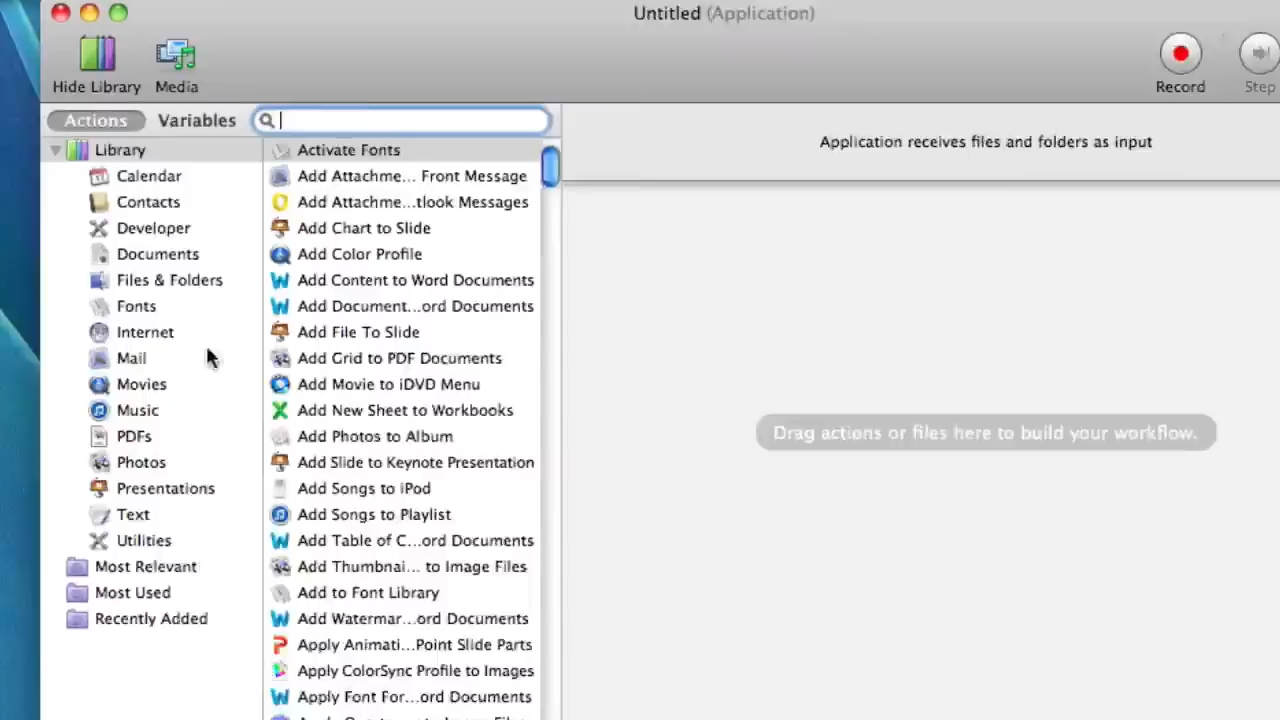 Untitled (Application)
Hide Library
Media
Record
Step
Actions
Variables
Application receives files and folders as input
Library
Calendar
Contacts
Developer
Documents
Files & Folders
Fonts
Internet
Mail
Movies
Music
PDFs
Photos
Presentations
Text
Utilities
Most Relevant
Most Used
Recently Added
Activate Fonts
Add Attachme... Front Message
Add Attachme...tlook Messages
Add Chart to Slide
Add Color Profile
Add Content to Word Documents
Add Document...ord Documents
Add File To Slide
Add Grid to PDF Documents
Add Movie to iDVD Menu
Add New Sheet to Workbooks
Add Photos to Album
Add Slide to Keynote Presentation
Add Songs to iPod
Add Songs to Playlist
Add Table of C...ord Documents
Add Thumbnai... to Image Files
Add to Font Library
Add Watermar...ord Documents
Apply Animati...Point Slide Parts
Apply ColorSync Profile to Images
Apply Font For...ord Documents
Drag actions or files here to build your workflow.